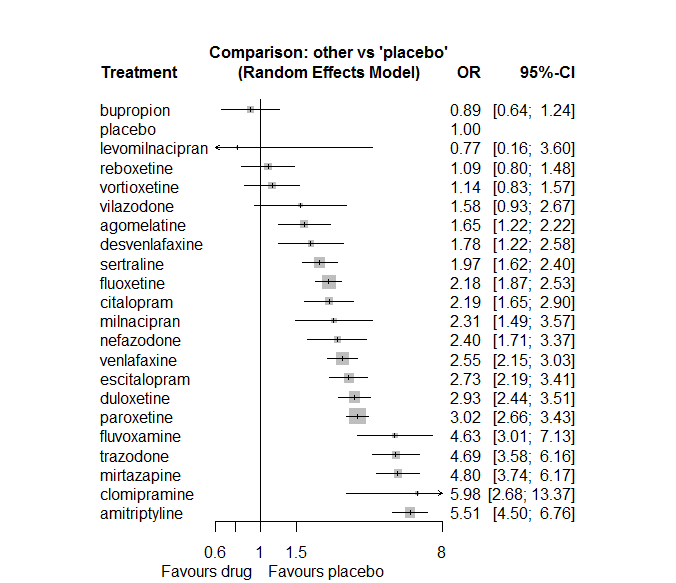 Comparison: other vs 'placebo'
Treatment (Random Effects Model) OR 95%-CI
bupropion 0.89 [0.64; 1.24]
placebo 1.00
levomilnacipran 0.77 [0.16; 3.60]
reboxetine 1.09 [0.80; 1.48]
vortioxetine 1.14 [0.83; 1.57]
vilazodone 1.58 [0.93; 2.67]
agomelatine 1.65 [1.22; 2.22]
desvenlafaxine 1.78 [1.22; 2.58]
sertraline 1.97 [1.62; 2.40]
fluoxetine 2.18 [1.87; 2.53]
citalopram 2.19 [1.65; 2.90]
milnacipran 2.31 [1.49; 3.57]
nefazodone 2.40 [1.71; 3.37]
venlafaxine 2.55 [2.15; 3.03]
escitalopram 2.73 [2.19; 3.41]
duloxetine 2.93 [2.44; 3.51]
paroxetine 3.02 [2.66; 3.43]
fluvoxamine 4.63 [3.01; 7.13]
trazodone 4.69 [3.58; 6.16]
mirtazapine 4.80 [3.74; 6.17]
clomipramine 5.98 [2.68; 13.37]
amitriptyline 5.51 [4.50; 6.76]
0.6 1 1.5 8
Favours drug Favours placebo